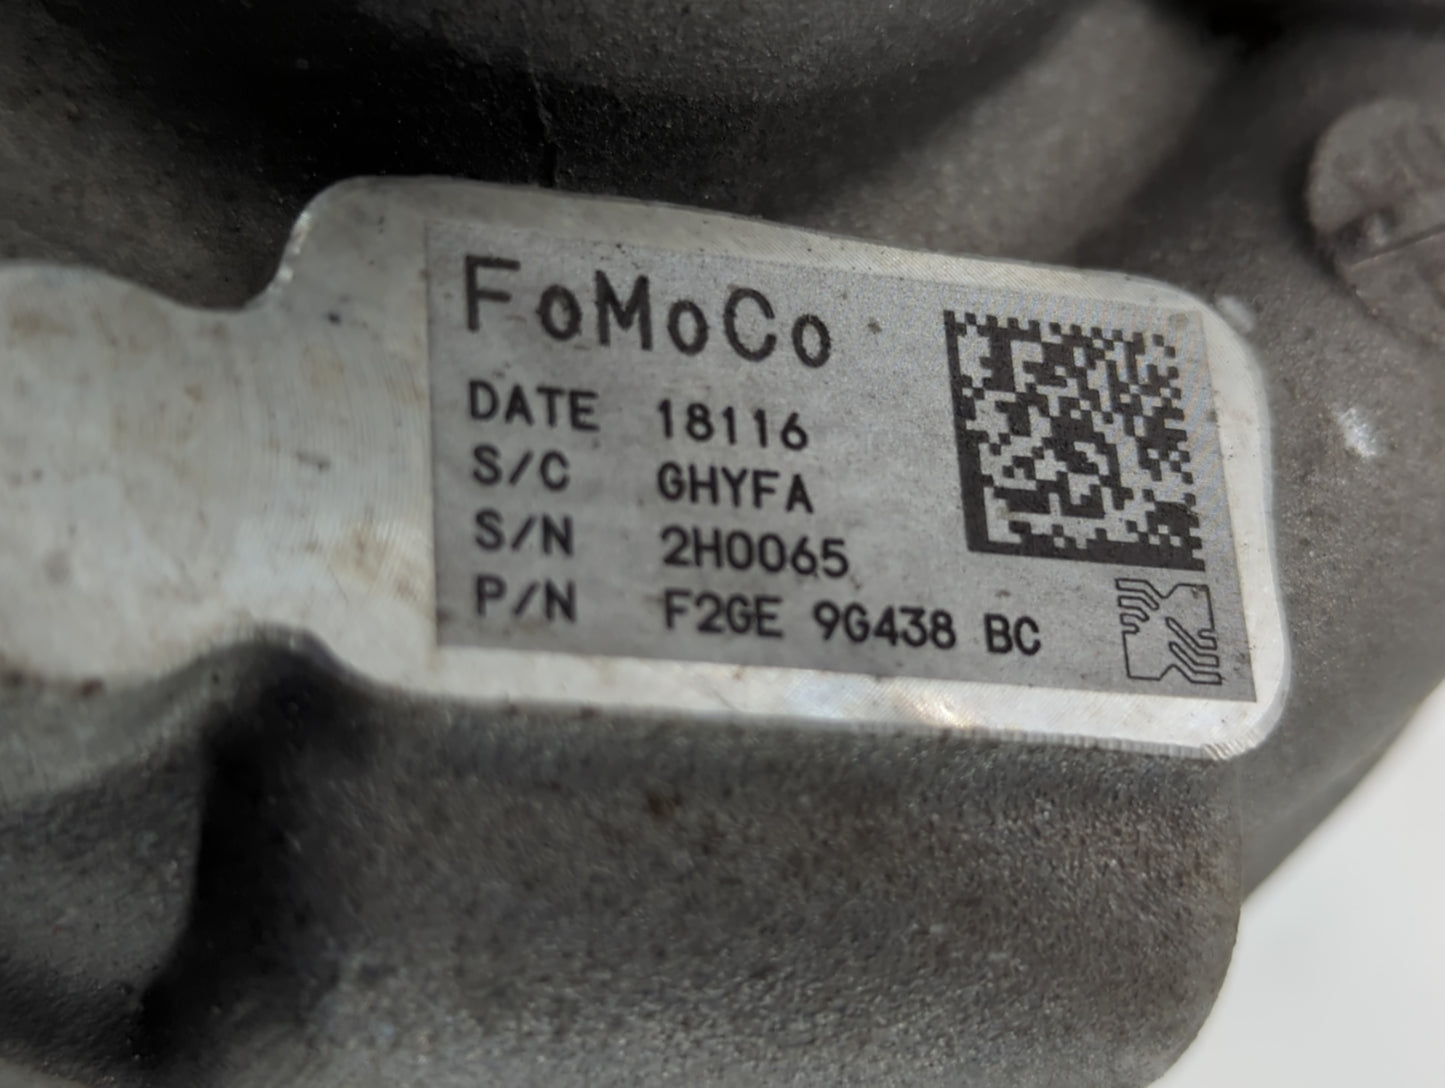 FoMoCo
DATE 18116
S/C GHYFA
S/N 2H0065
P/N F2GE 9G438 BC